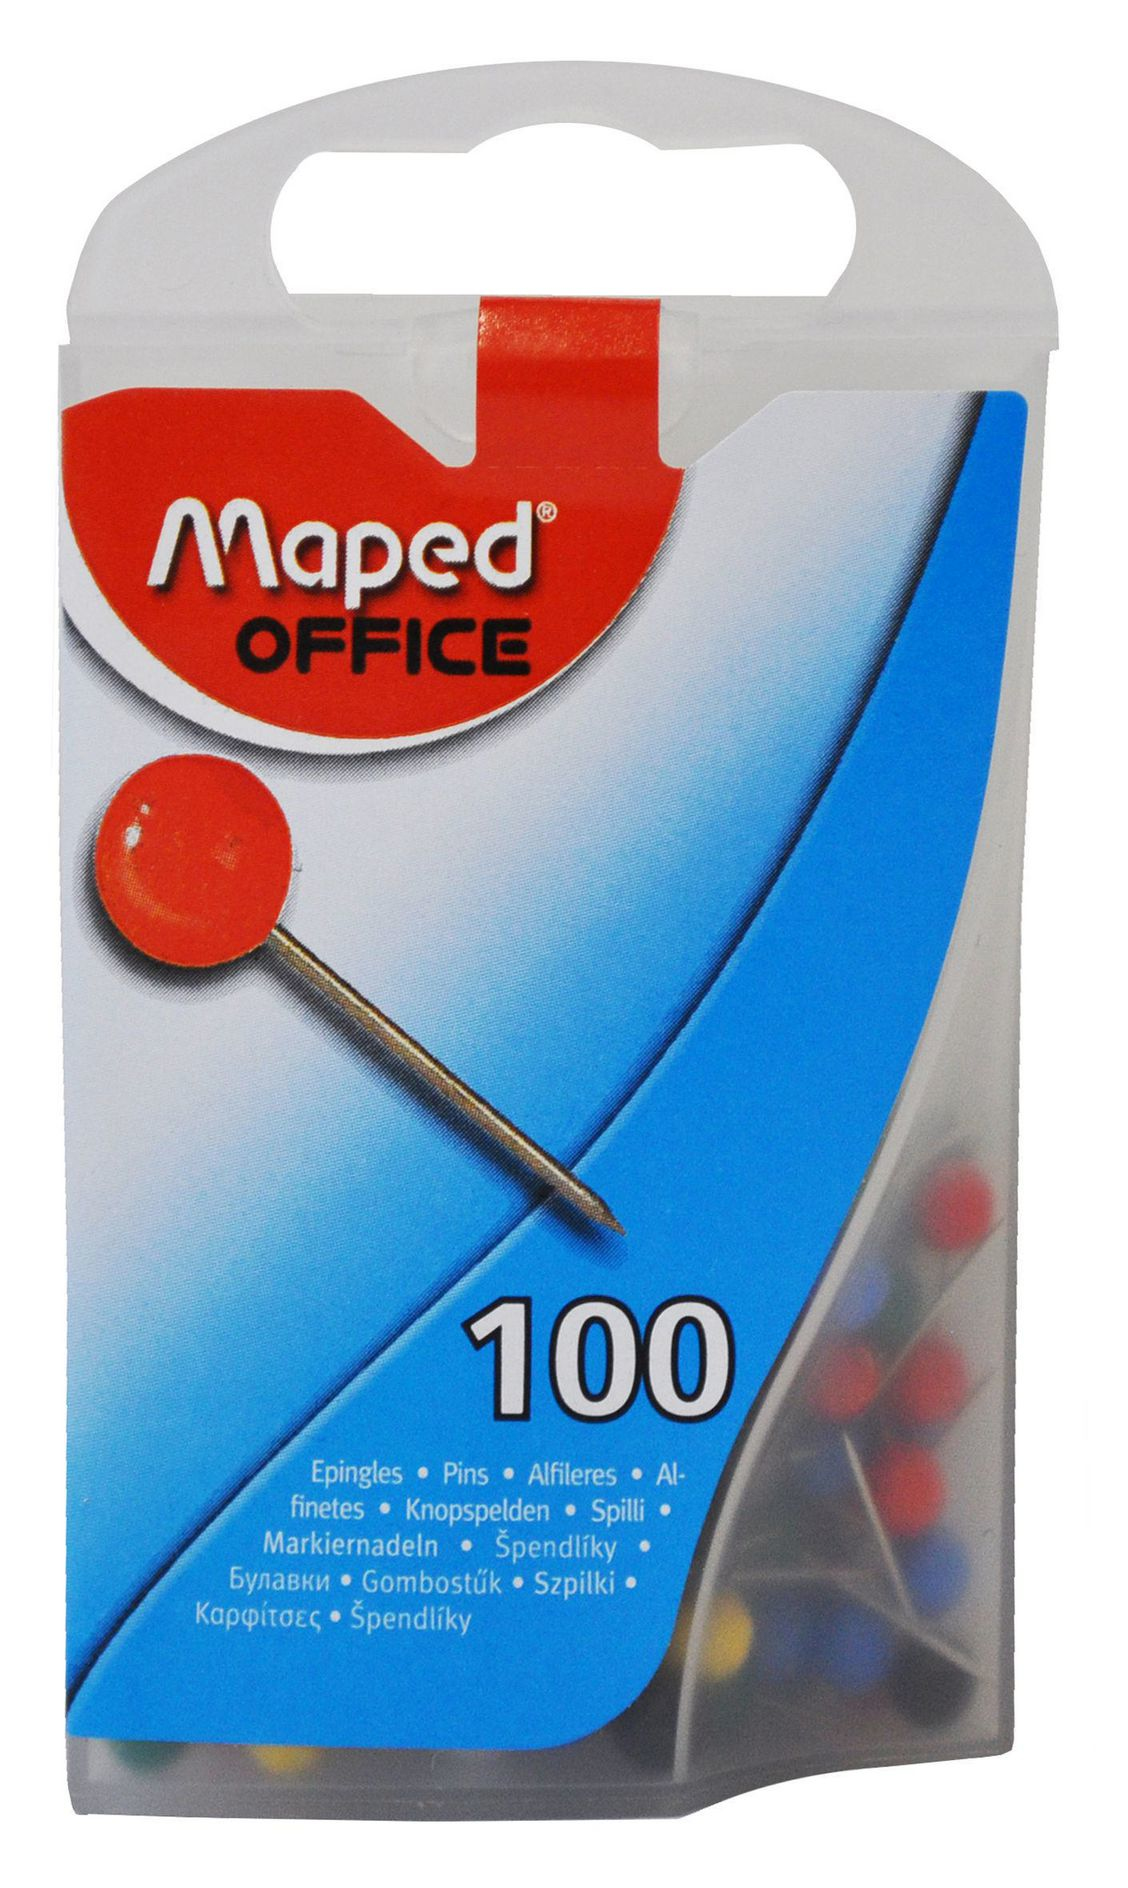 Maped®
OFFICE
100
Epingles • Pins • Alfileres • Al-
finetes • Knopspelden • Spilli •
Markiernadeln • Špendlíky •
Булавки • Gombostűk • Szpilki •
Καρφίτσες • Špendlíky